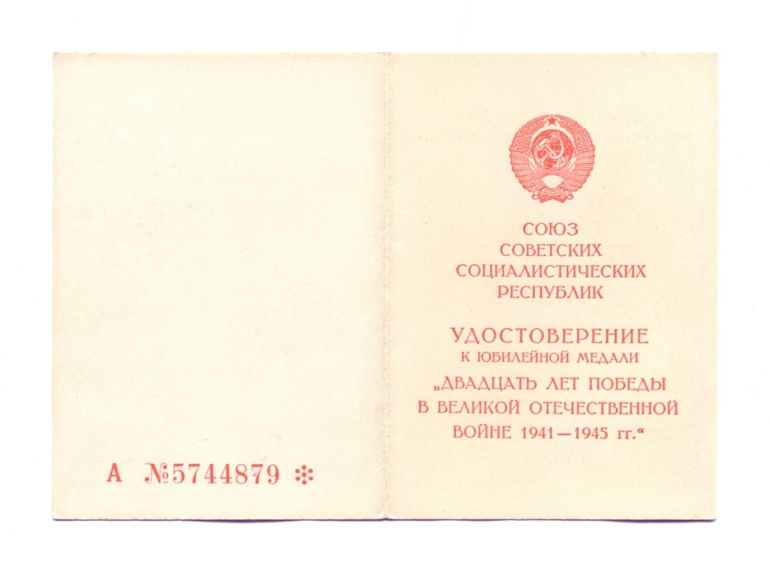 А №5744879
СОЮЗ
СОВЕТСКИХ
СОЦИАЛИСТИЧЕСКИХ
РЕСПУБЛИК
УДОСТОВЕРЕНИЕ
К ЮБИЛЕЙНОЙ МЕДАЛИ
„ДВАДЦАТЬ ЛЕТ ПОБЕДЫ
В ВЕЛИКОЙ ОТЕЧЕСТВЕННОЙ
ВОЙНЕ 1941—1945 гг.“